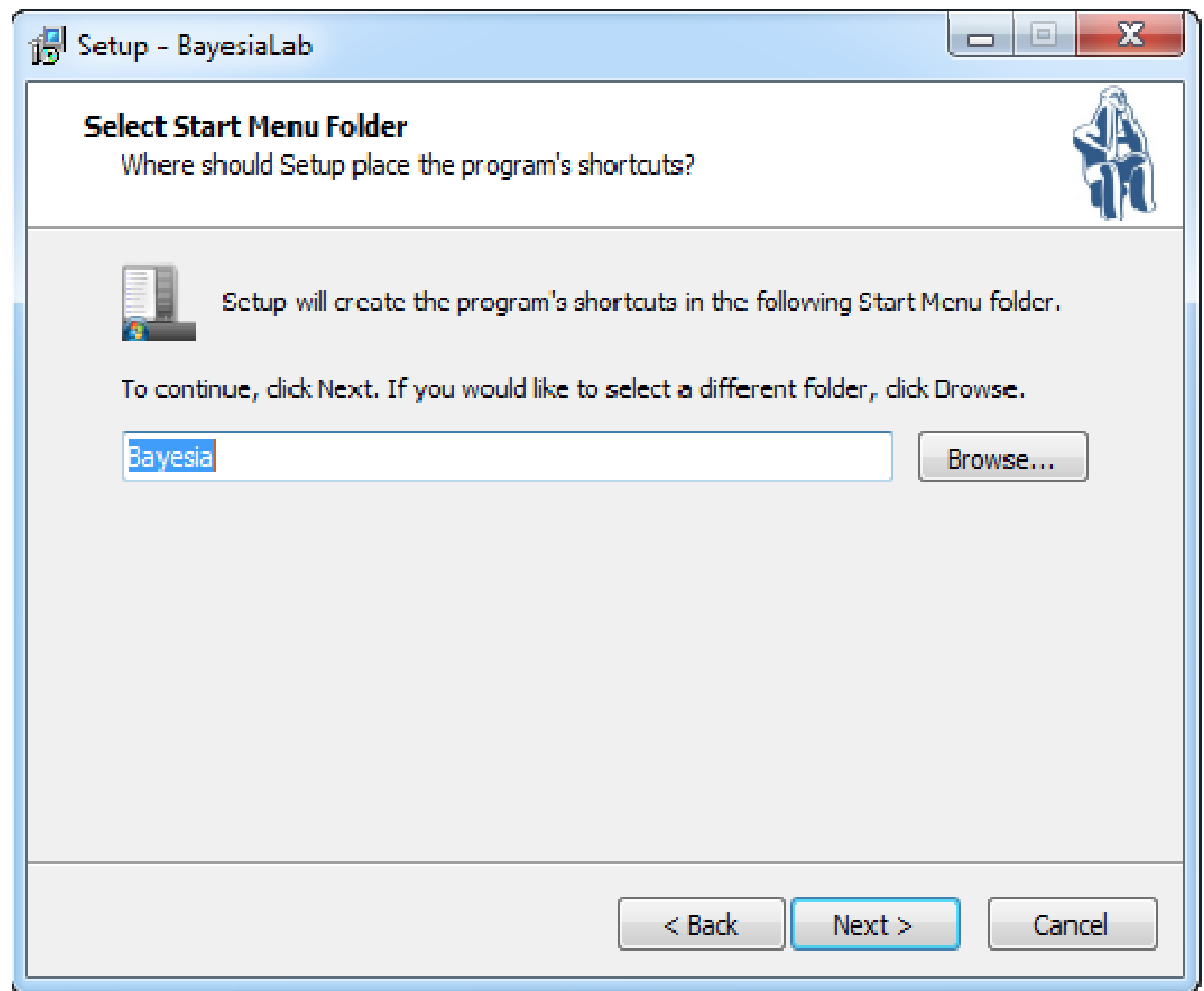 Setup - BayesiaLab
Select Start Menu Folder
Where should Setup place the program's shortcuts?
Setup will create the program's shortcuts in the following Start Menu folder.
To continue, click Next. If you would like to select a different folder, click Browse.
Bayesia
Browse...
< Back
Next >
Cancel